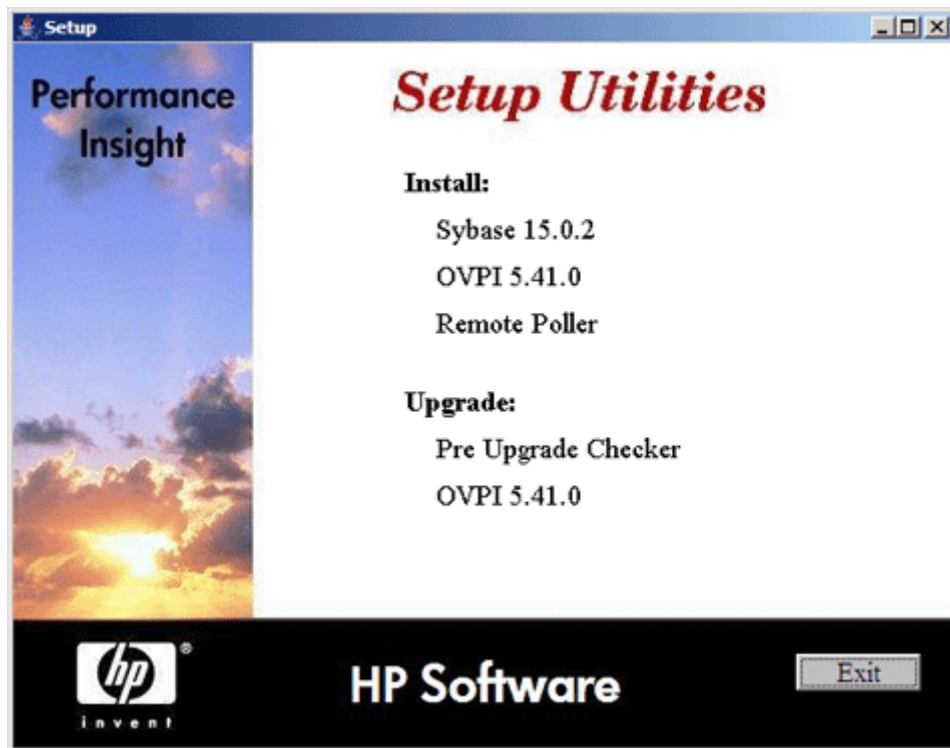 Setup
Performance
Insight
Setup Utilities
Install:
Sybase 15.0.2
OVPI 5.41.0
Remote Poller
Upgrade:
Pre Upgrade Checker
OVPI 5.41.0
hp®
invent
HP Software
Exit